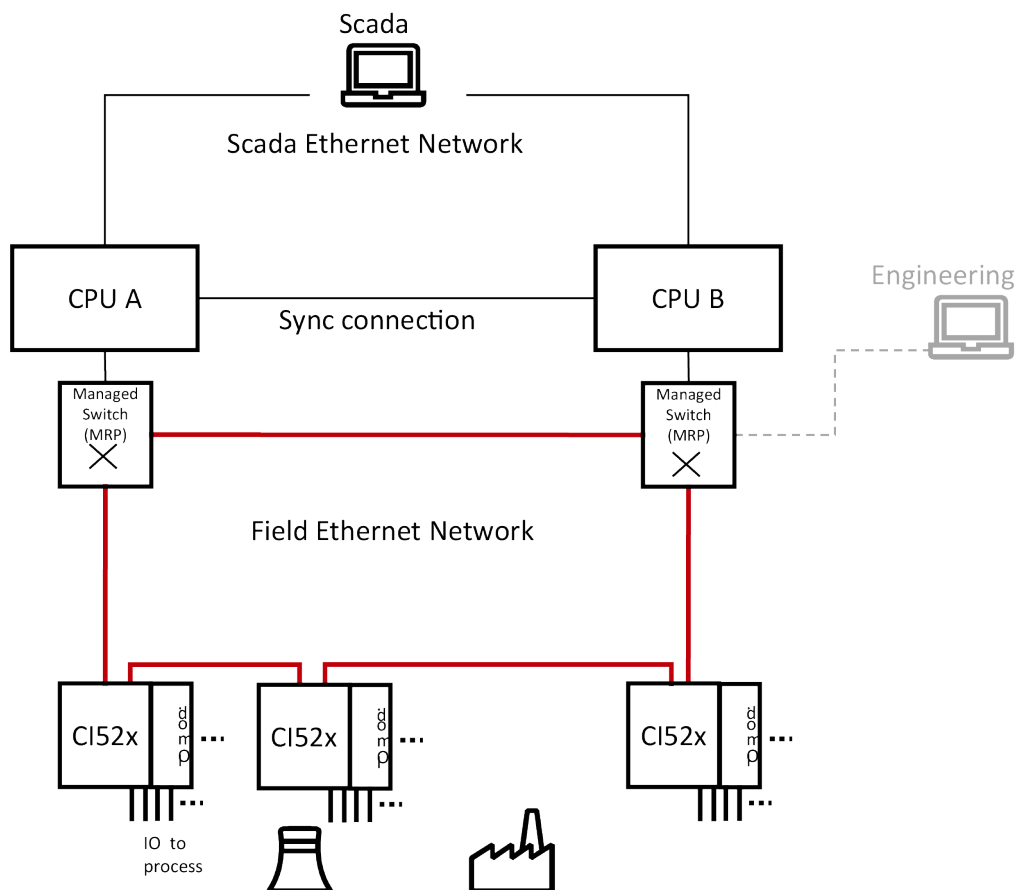 Scada
Scada Ethernet Network
CPU A
CPU B
Engineering
Sync connection
Managed
Switch
(MRP)
Managed
Switch
(MRP)
Field Ethernet Network
CI52x
CI52x
CI52x
IO to
process